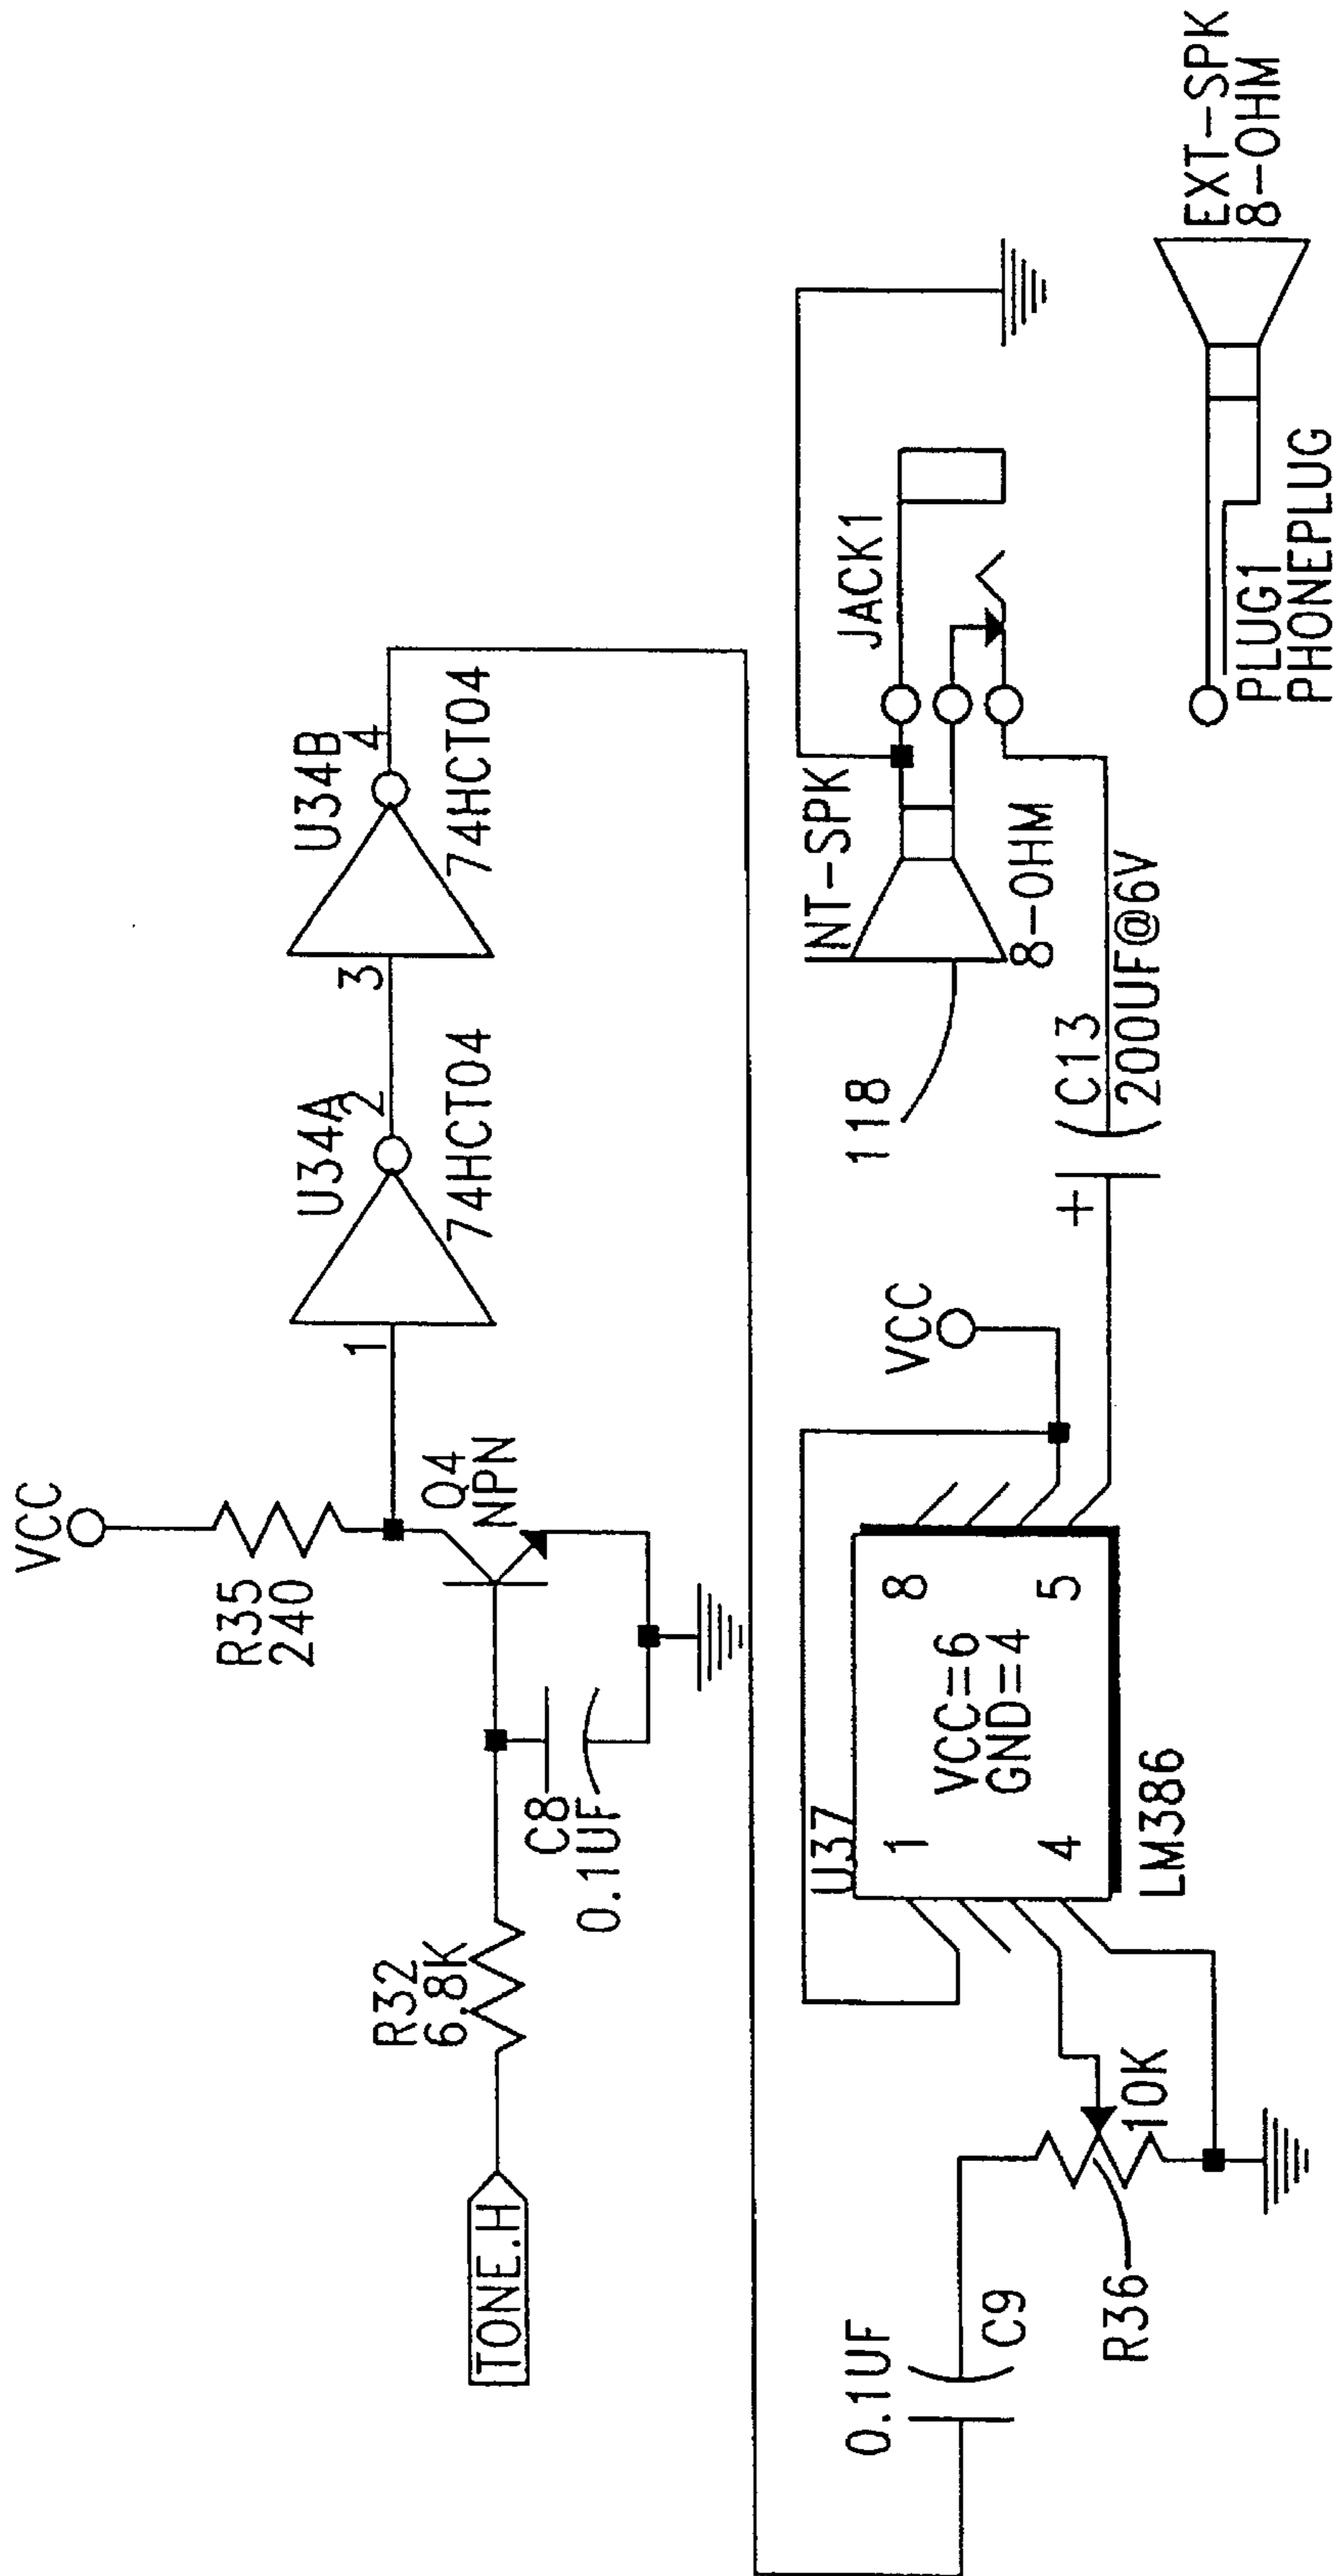 VCC
R35
240
Q4
NPN
U34A
1
2
74HCT04
U34B
3
4
74HCT04
R32
6.8K
TONE.H
C8
0.1UF
0.1UF
C9
R36
10K
U37
1
8
VCC=6
GND=4
4
5
LM386
VCC
C13
200UF@6V
118
INT-SPK
8-OHM
JACK1
PLUG1
PHONEPLUG
EXT-SPK
8-OHM
+